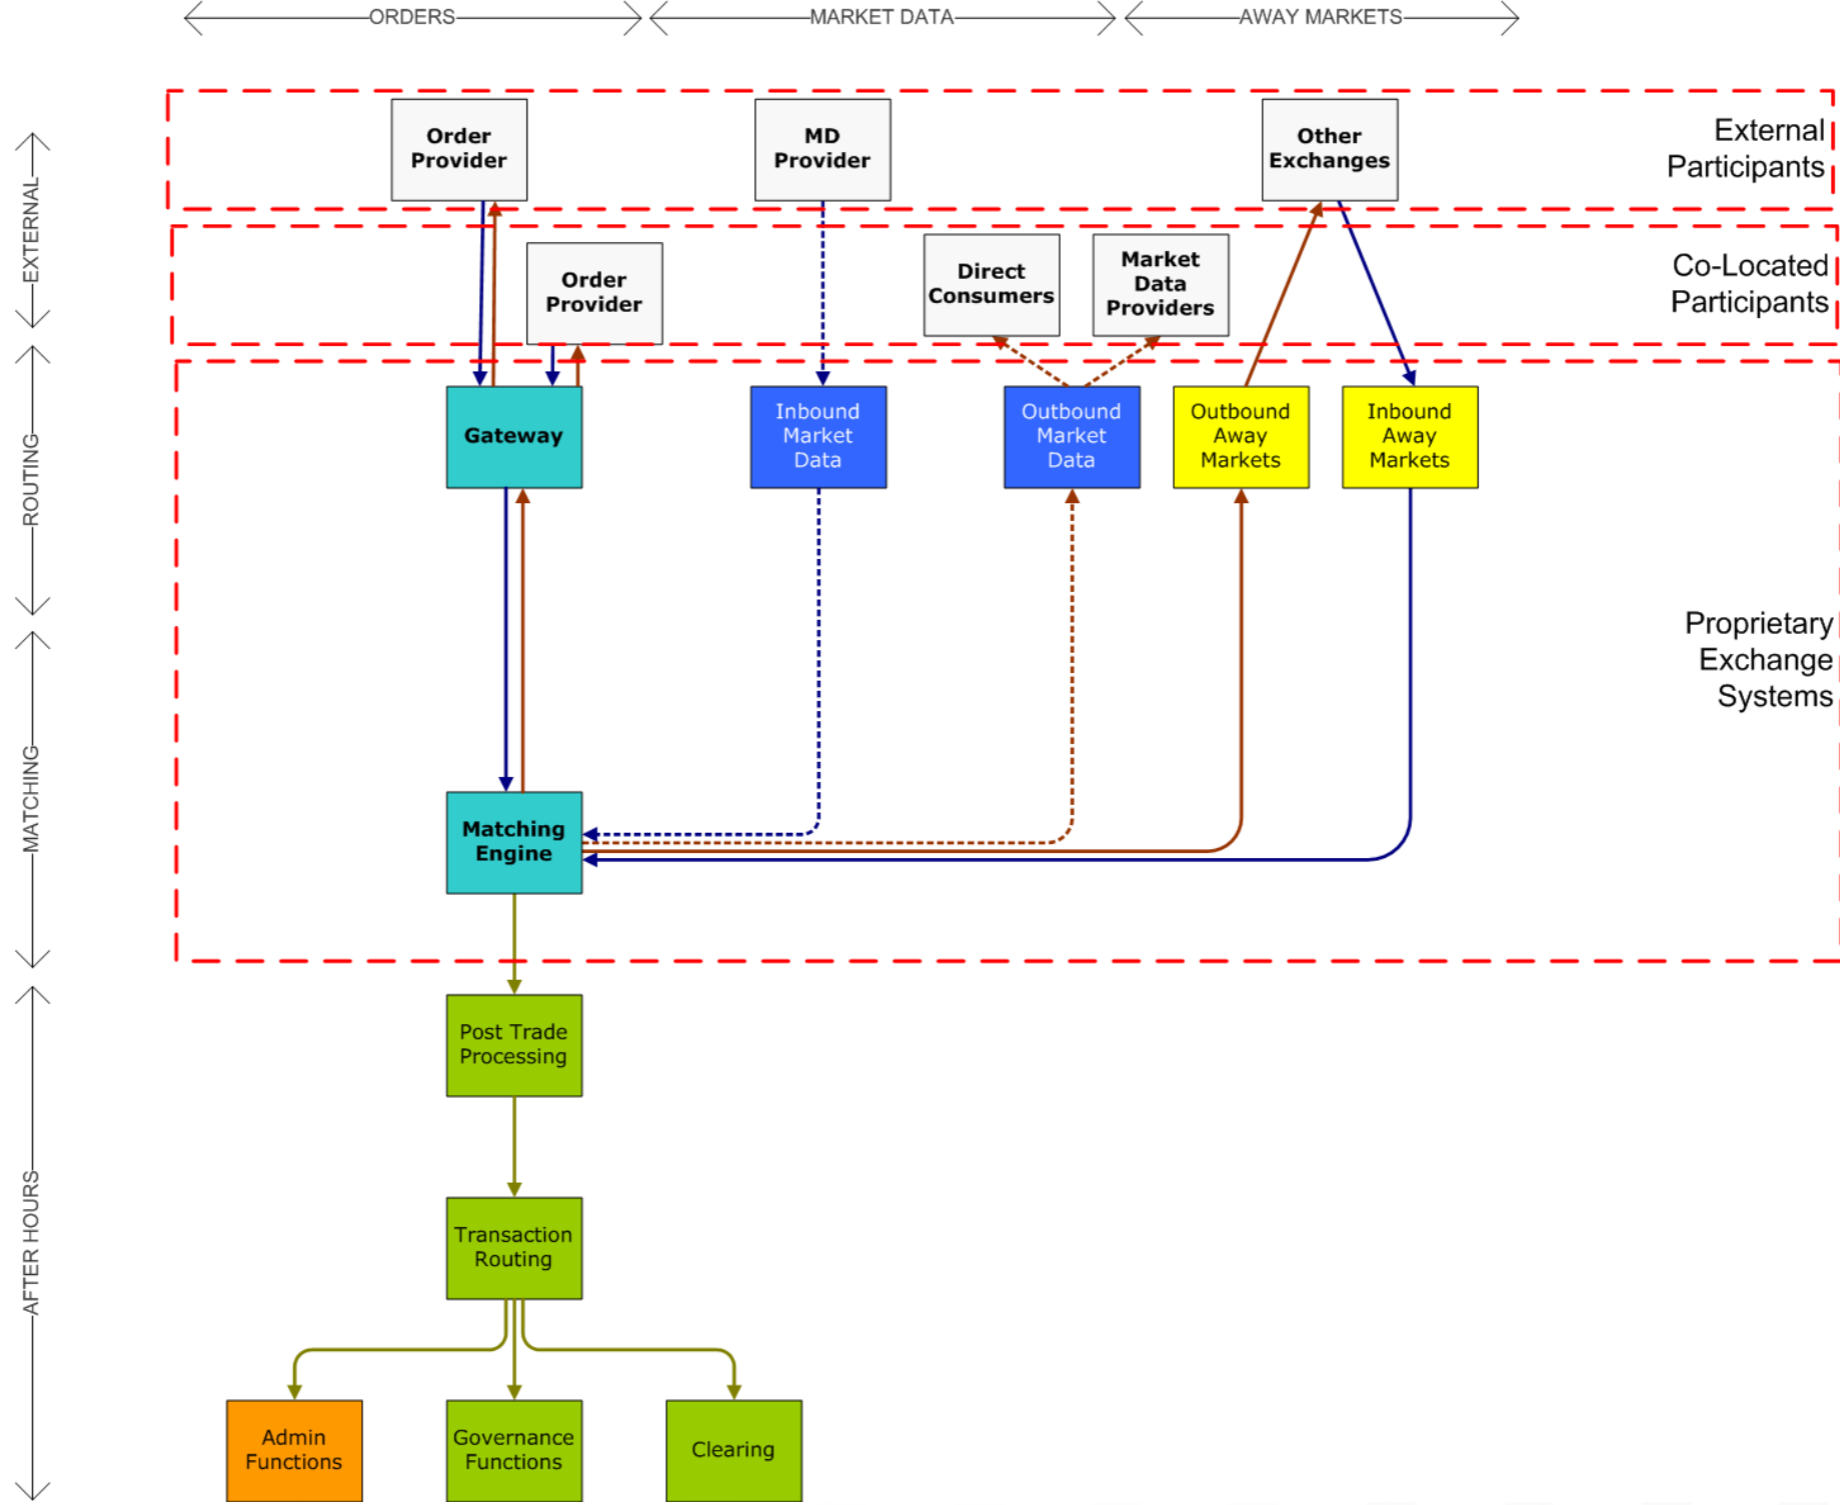 ORDERS
MARKET DATA
AWAY MARKETS
EXTERNAL
ROUTING
MATCHING
AFTER HOURS
Order
Provider
MD
Provider
Other
Exchanges
External
Participants
Order
Provider
Direct
Consumers
Market
Data
Providers
Co-Located
Participants
Gateway
Inbound
Market
Data
Outbound
Market
Data
Outbound
Away
Markets
Inbound
Away
Markets
Proprietary
Exchange
Systems
Matching
Engine
Post Trade
Processing
Transaction
Routing
Admin
Functions
Governance
Functions
Clearing